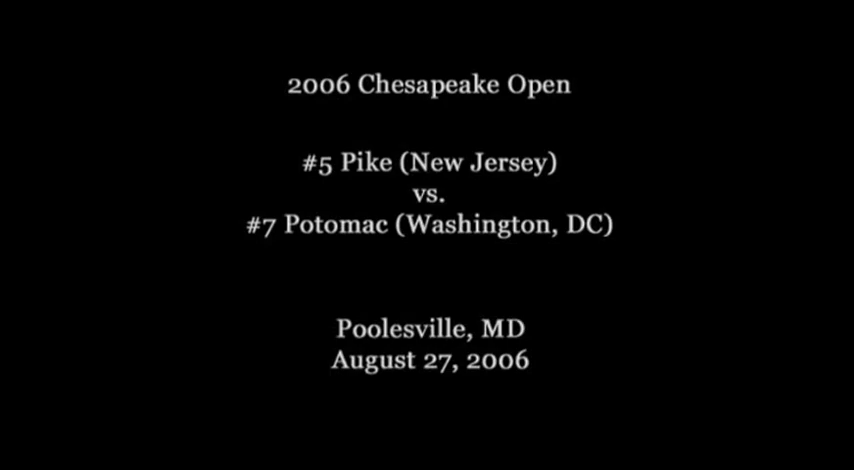 2006 Chesapeake Open
#5 Pike (New Jersey)
vs.
#7 Potomac (Washington, DC)
Poolesville, MD
August 27, 2006